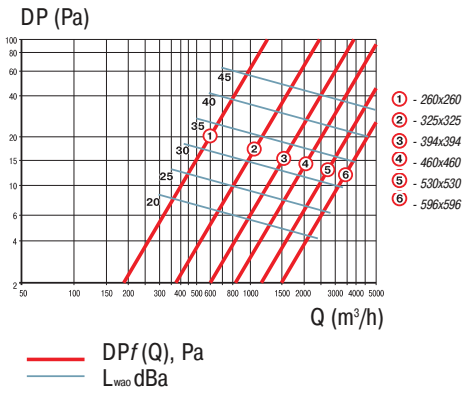 DP (Pa)
100
80
60
40
20
15
10
6
4
2
45
40
35
30
25
20
1
2
3
4
5
6
50 100 150 200 300 400 500 600 800 1000 1500 2000 3000 4000 5000
Q (m³/h)
1 - 260x260
2 - 325x325
3 - 394x394
4 - 460x460
5 - 530x530
6 - 596x596
DPf (Q), Pa
Lwao dBa